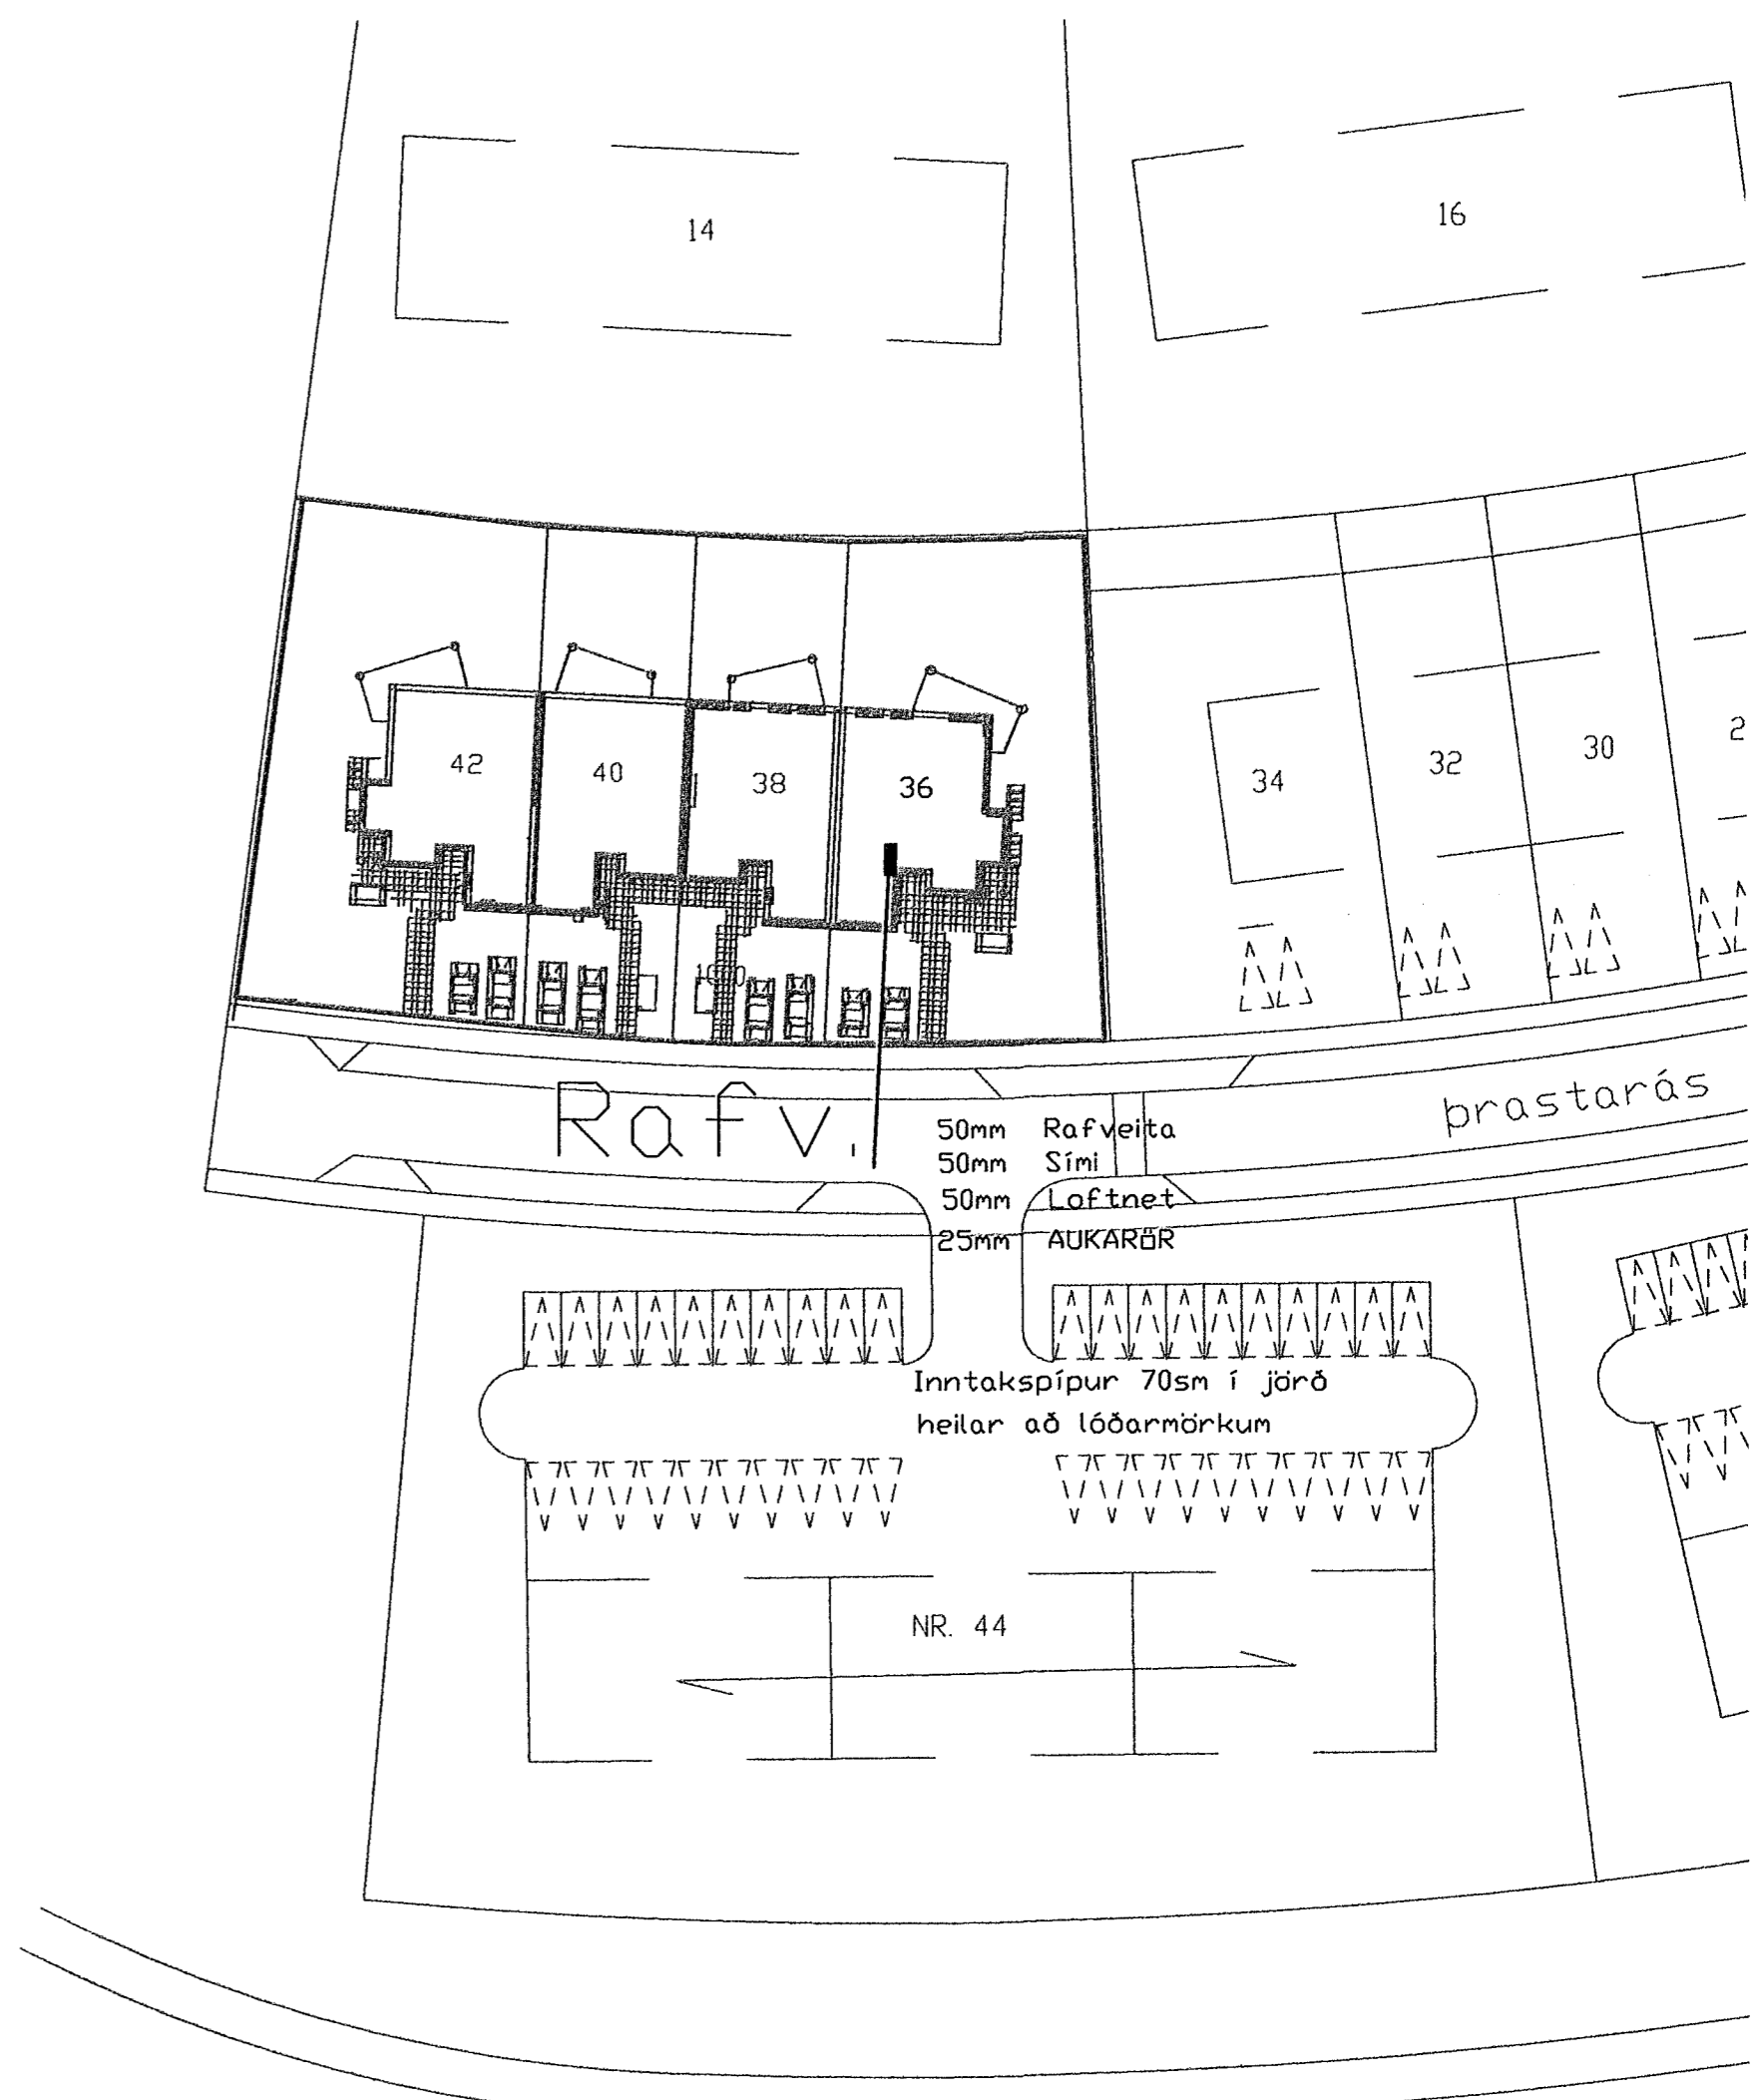 14
16
42
40
38
36
34
32
30
2
Rafv.
þrastarás
50mm Rafveita
50mm Sími
50mm Loftnet
25mm AUKARÖR
Inntakspípur 70sm í jörð
heilar að lóðarmörkum
NR. 44